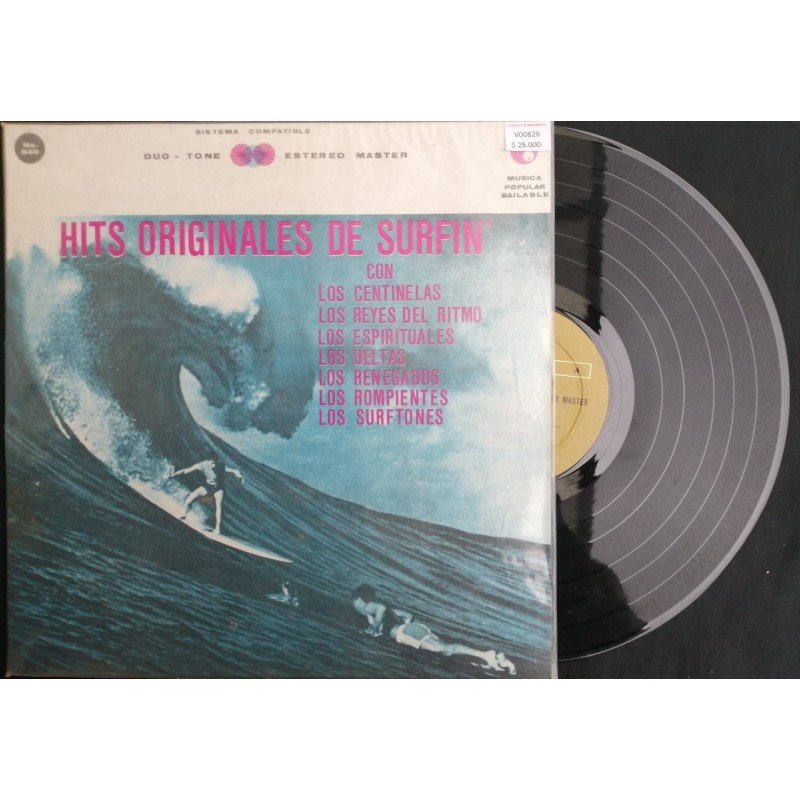 No.
040
SISTEMA COMPATIBLE
DUO - TONE ESTEREO MASTER
V00826
$ 25.000
MUSICA
POPULAR
BAILABLE
HITS ORIGINALES DE SURFIN'
CON
LOS CENTINELAS
LOS REYES DEL RITMO
LOS ESPIRITUALES
LOS DELTAS
LOS RENEGADOS
LOS ROMPIENTES
LOS SURFTONES
A
MASTER